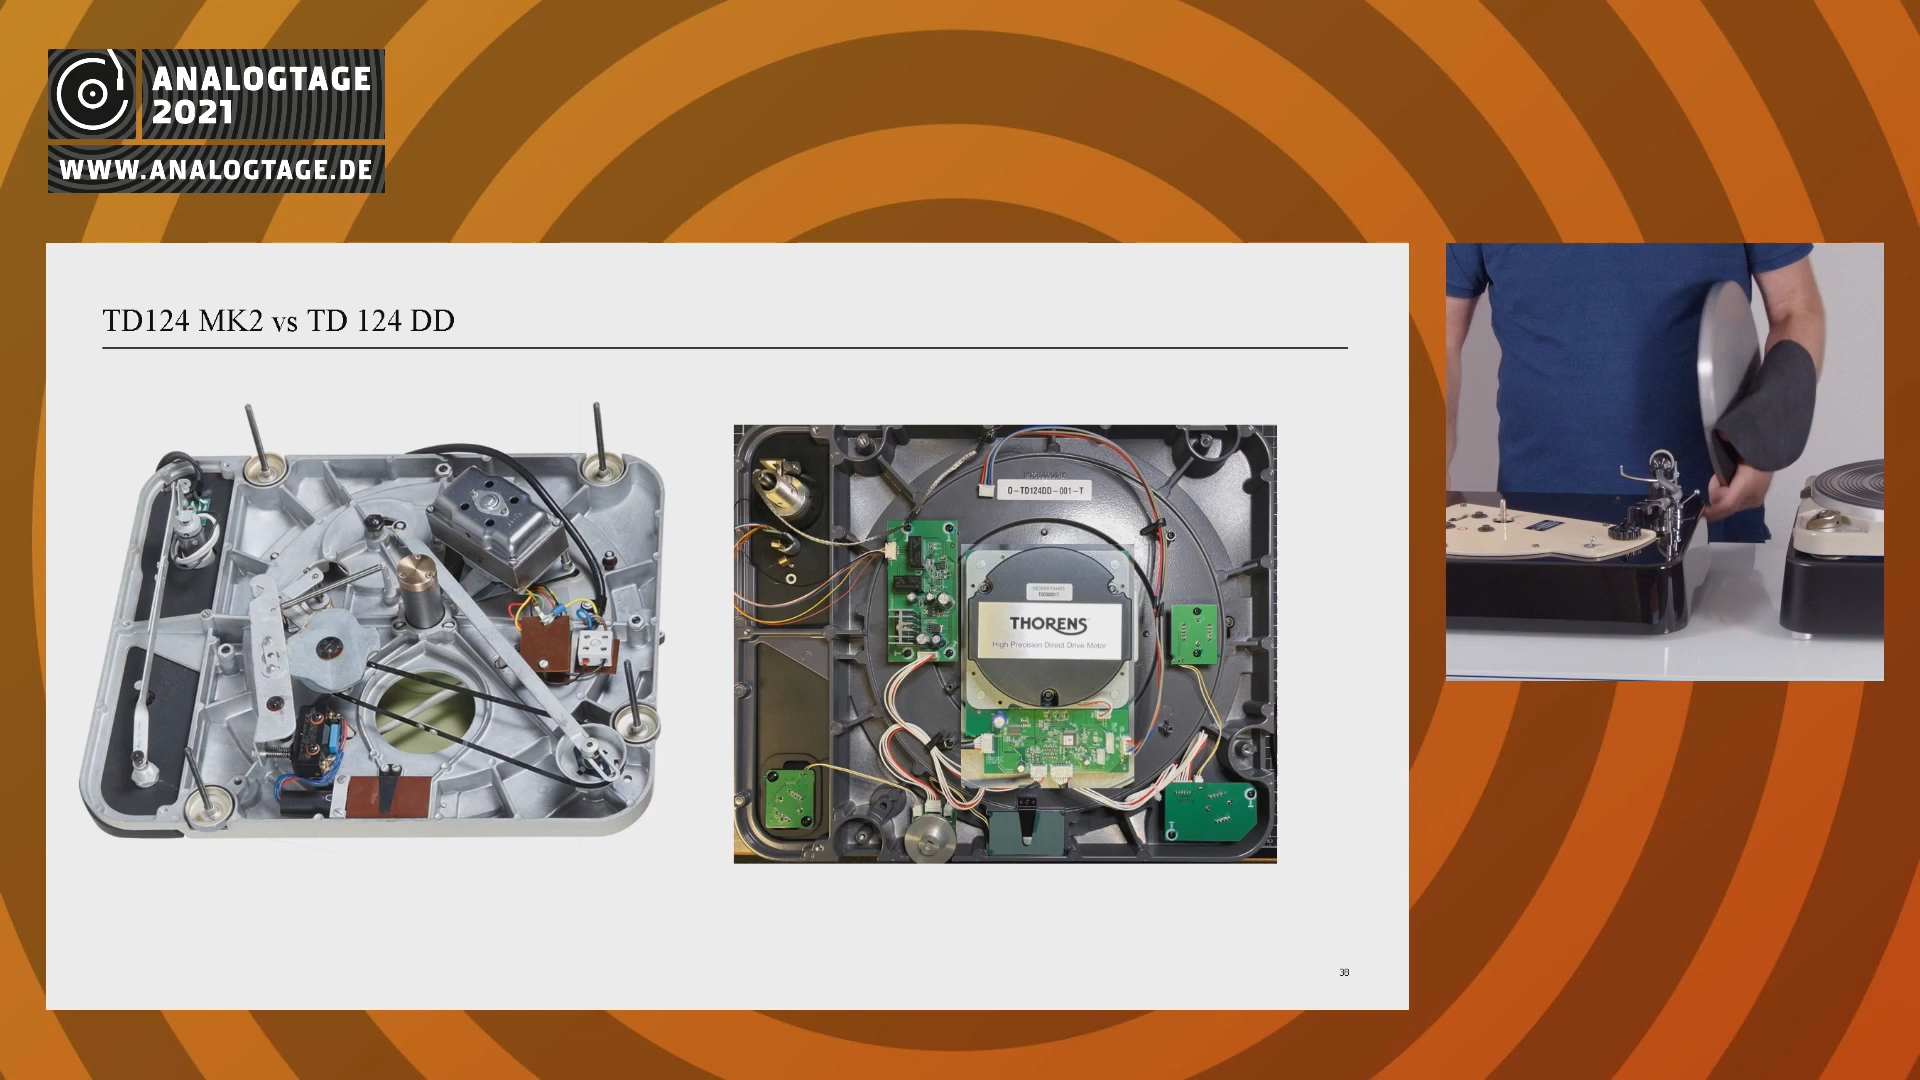 ANALOGTAGE
2021
WWW.ANALOGTAGE.DE
TD124 MK2 vs TD 124 DD
0-TD124DD-001-T
THORENS
High Precision Direct Drive Motor
38